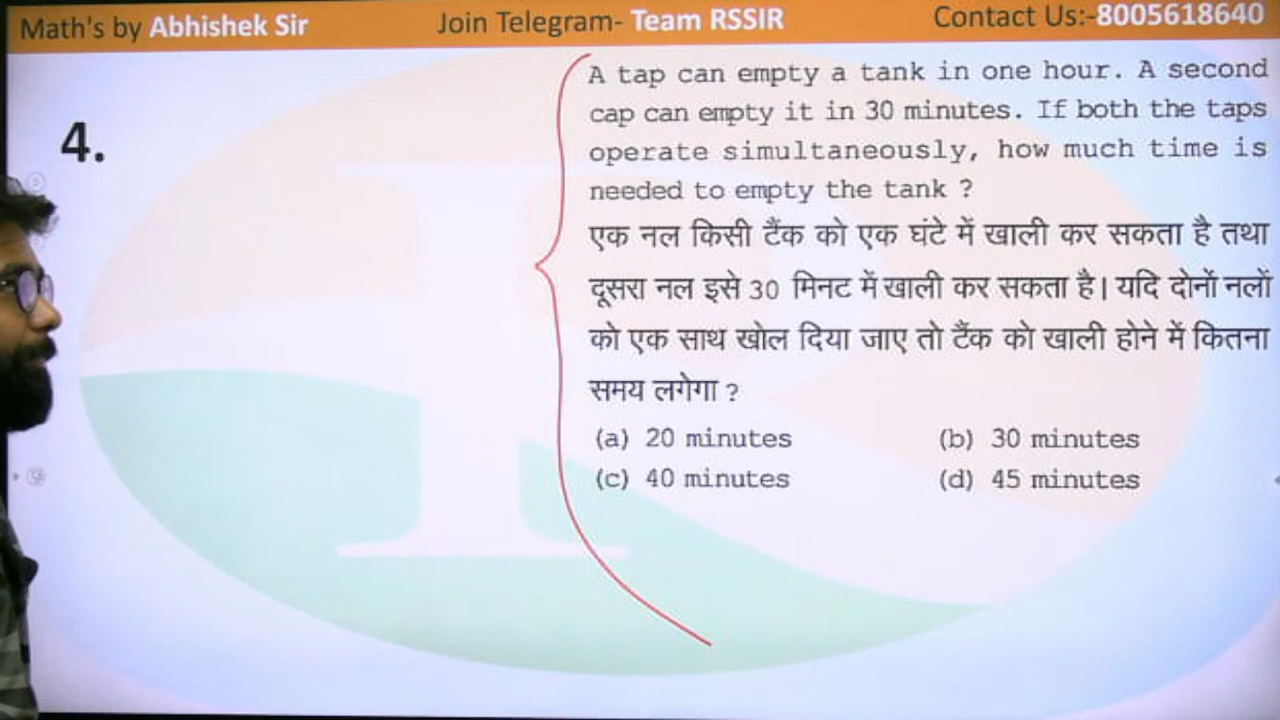 Math's by Abhishek Sir Join Telegram- Team RSSIR Contact Us:-8005618640
4.
A tap can empty a tank in one hour. A second
cap can empty it in 30 minutes. If both the taps
operate simultaneously, how much time is
needed to empty the tank ?
एक नल किसी टैंक को एक घंटे में खाली कर सकता है तथा
दूसरा नल इसे 30 मिनट में खाली कर सकता है। यदि दोनों नलों
को एक साथ खोल दिया जाए तो टैंक को खाली होने में कितना
समय लगेगा ?
(a) 20 minutes (b) 30 minutes
(c) 40 minutes (d) 45 minutes